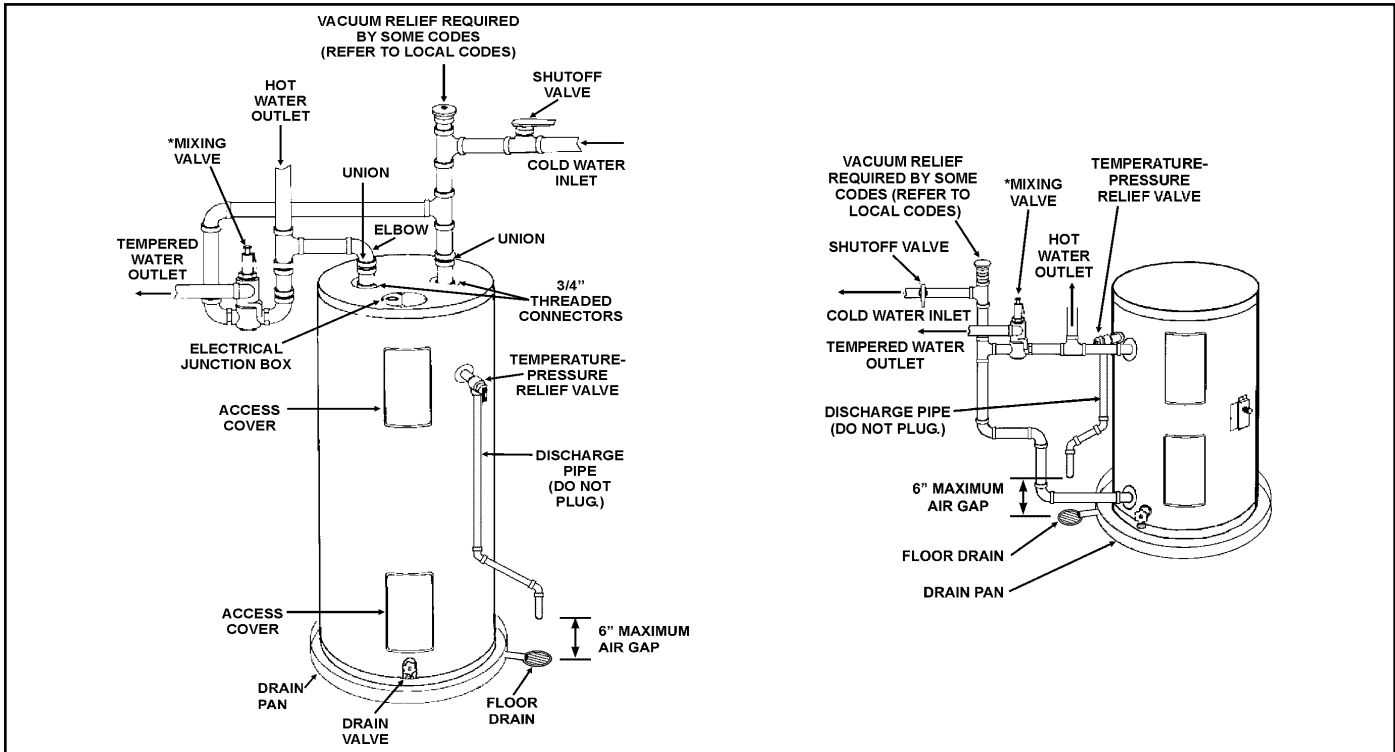 VACUUM RELIEF REQUIRED
BY SOME CODES
(REFER TO LOCAL CODES)
SHUTOFF
VALVE
HOT
WATER
OUTLET
*MIXING
VALVE
UNION
COLD WATER
INLET
ELBOW
UNION
TEMPERED
WATER
OUTLET
3/4”
THREADED
CONNECTORS
ELECTRICAL
JUNCTION BOX
TEMPERATURE-
PRESSURE
RELIEF VALVE
ACCESS
COVER
DISCHARGE
PIPE
(DO NOT
PLUG.)
ACCESS
COVER
6” MAXIMUM
AIR GAP
DRAIN
PAN
DRAIN
VALVE
FLOOR
DRAIN
VACUUM RELIEF
REQUIRED BY SOME
CODES (REFER TO
LOCAL CODES)
*MIXING
VALVE
TEMPERATURE-
PRESSURE
RELIEF VALVE
HOT
WATER
OUTLET
SHUTOFF VALVE
COLD WATER INLET
TEMPERED WATER
OUTLET
DISCHARGE PIPE
(DO NOT PLUG.)
6” MAXIMUM
AIR GAP
FLOOR DRAIN
DRAIN PAN